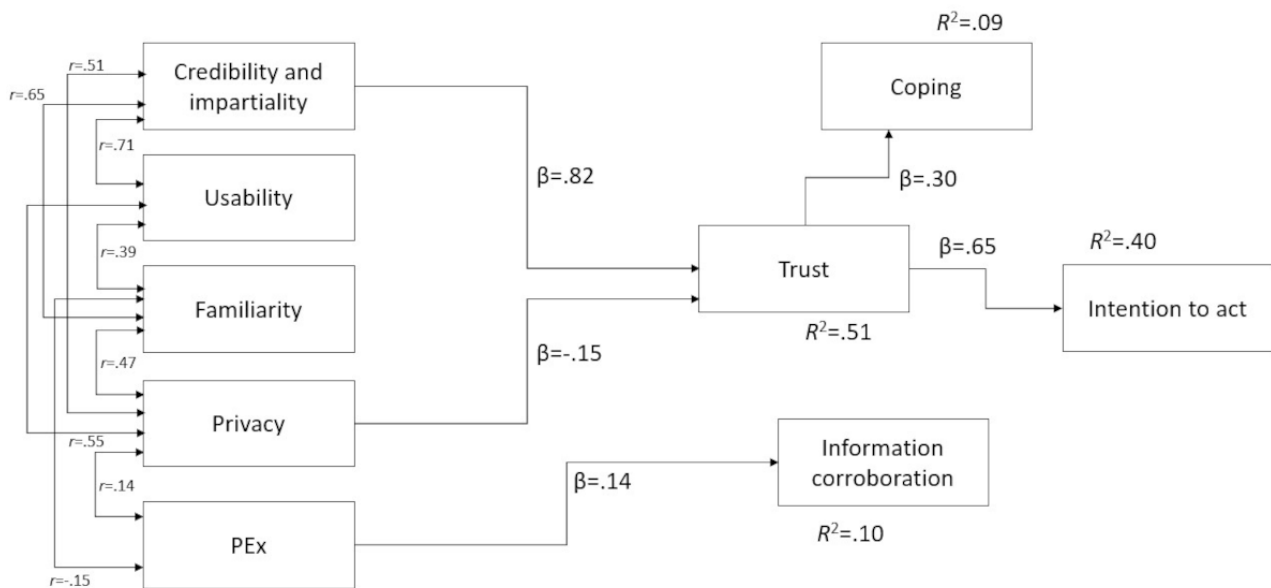 R²=.09
r=.51
Credibility and
impartiality
Coping
r=.65
r=.71
β=.82
β=.30
Usability
R²=.40
β=.65
r=.39
Trust
Familiarity
Intention to act
R²=.51
r=.47
β=-.15
Privacy
r=.55
Information
corroboration
r=.14
β=.14
R²=.10
PEx
r=-.15